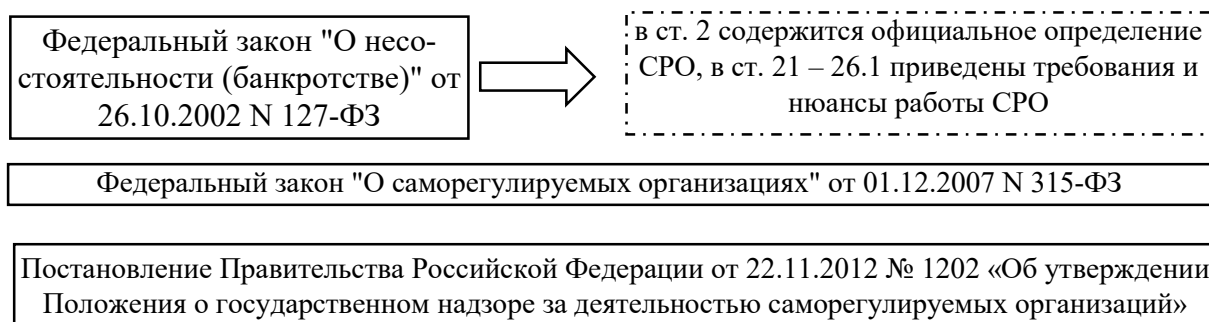 Федеральный закон "О несо-
стоятельности (банкротстве)" от
26.10.2002 N 127-ФЗ
в ст. 2 содержится официальное определение
СРО, в ст. 21 – 26.1 приведены требования и
нюансы работы СРО
Федеральный закон "О саморегулируемых организациях" от 01.12.2007 N 315-ФЗ
Постановление Правительства Российской Федерации от 22.11.2012 № 1202 «Об утверждении
Положения о государственном надзоре за деятельностью саморегулируемых организаций»